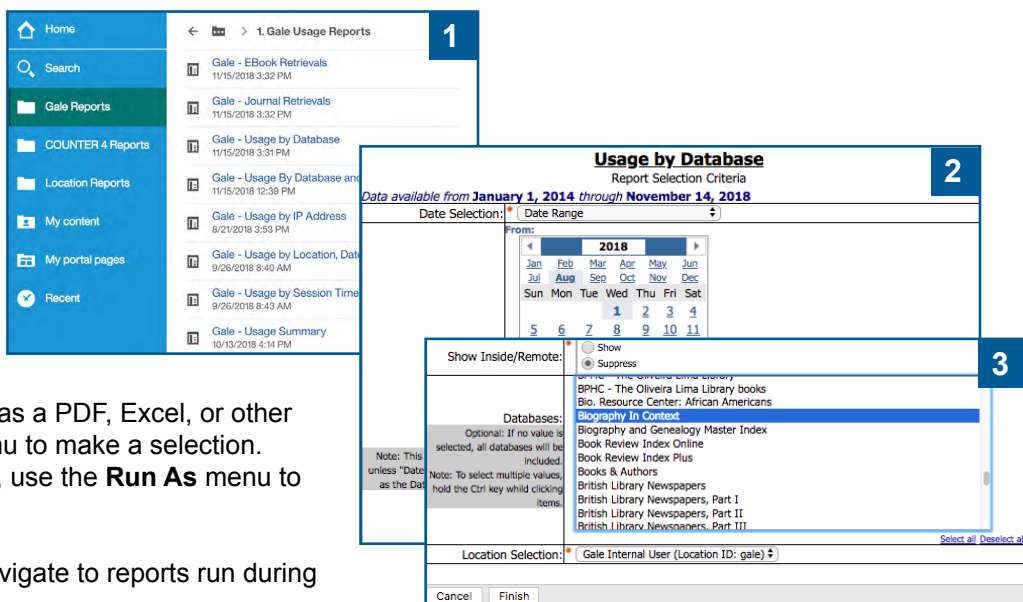 Home
Search
Gale Reports
COUNTER 4 Reports
Location Reports
My content
My portal pages
Recent
1. Gale Usage Reports
1
Gale - EBook Retrievals
11/15/2018 3:32 PM
Gale - Journal Retrievals
11/15/2018 3:32 PM
Gale - Usage by Database
11/15/2018 3:31 PM
Gale - Usage By Database and
11/15/2018 12:39 PM
Gale - Usage by IP Address
8/21/2018 3:53 PM
Gale - Usage by Location, Date
9/26/2018 8:40 AM
Gale - Usage by Session Time
9/26/2018 8:43 AM
Gale - Usage Summary
10/13/2018 4:14 PM
Usage by Database
2
Report Selection Criteria
Data available from January 1, 2014 through November 14, 2018
Date Selection: * Date Range
From:
2018
Jan Feb Mar Apr May Jun
Jul Aug Sep Oct Nov Dec
Sun Mon Tue Wed Thu Fri Sat
1 2 3 4
5 6 7 8 9 10 11
Note: This
unless "Date
as the Dat
3
Show Inside/Remote: * Show
Suppress
Databases:
Optional: If no value is
selected, all databases will be
included.
Note: To select multiple values,
hold the Ctrl key whild clicking
items.
BPHC - The Oliveira Lima Library
BPHC - The Oliveira Lima Library books
Bio. Resource Center: African Americans
Biography In Context
Biography and Genealogy Master Index
Book Review Index Online
Book Review Index Plus
Books & Authors
British Library Newspapers
British Library Newspapers, Part I
British Library Newspapers, Part II
British Library Newspapers, Part III
Select all Deselect al
Location Selection: * Gale Internal User (Location ID: gale)
Cancel Finish
as a PDF, Excel, or other
nu to make a selection.
, use the Run As menu to
vigate to reports run during